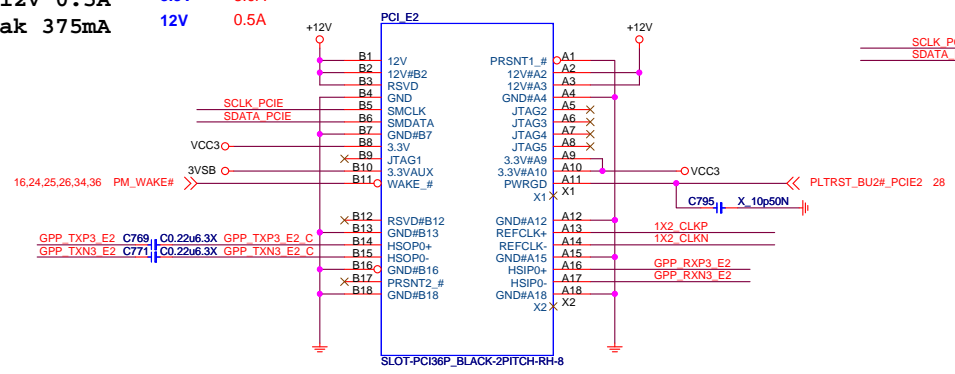 12V 0.5A
ak 375mA
12V 0.5A
PCI_E2
+12V
+12V
SCLK_P
SDATA_
B1 12V PRSNT1_# A1
B2 12V#B2 12V#A2 A2
B3 RSVD 12V#A3 A3
B4 GND GND#A4 A4
SCLK_PCIE B5 SMCLK JTAG2 A5
SDATA_PCIE B6 SMDATA JTAG3 A6
B7 GND#B7 JTAG4 A7
VCC3 B8 3.3V JTAG5 A8
B9 JTAG1 3.3V#A9 A9
3VSB B10 3.3VAUX 3.3V#A10 A10 VCC3
16,24,25,26,34,36 PM_WAKE# B11 WAKE_# PWRGD A11 PLTRST_BU2#_PCIE2 28
X1 X1
C795 X_10p50N
B12 RSVD#B12 GND#A12 A12
B13 GND#B13 REFCLK+ A13 1X2_CLKP
GPP_TXP3_E2 C769 C0.22u6.3X GPP_TXP3_E2_C B14 HSOP0+ REFCLK- A14 1X2_CLKN
GPP_TXN3_E2 C771 C0.22u6.3X GPP_TXN3_E2_C B15 HSOP0- GND#A15 A15
B16 GND#B16 HSIP0+ A16 GPP_RXP3_E2
B17 PRSNT2_# HSIP0- A17 GPP_RXN3_E2
B18 GND#B18 GND#A18 A18
X2 X2
SLOT-PCI36P_BLACK-2PITCH-RH-8